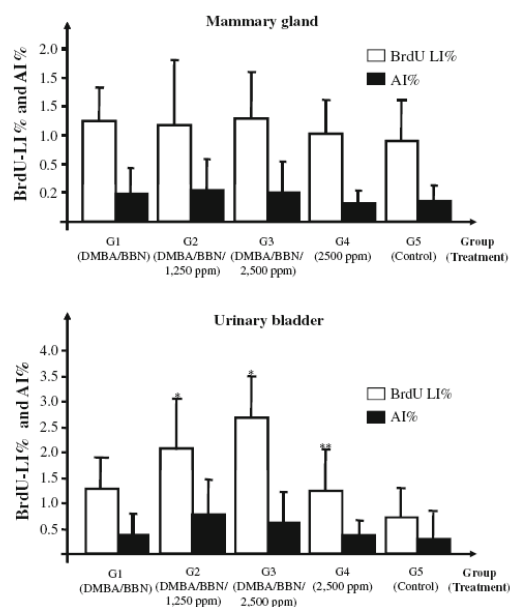 Mammary gland
BrdU-LI% and AI%
2.0
1.5
1.0
0.5
0.2
BrdU LI%
AI%
G1 G2 G3 G4 G5 Group
(DMBA/BBN) (DMBA/BBN/ (DMBA/BBN/ (2500 ppm) (Control) (Treatment)
1,250 ppm) 2,500 ppm)
Urinary bladder
BrdU-LI% and AI%
4.0
3.5
3.0
2.5
2.0
1.5
1.0
0.5
*
*
**
BrdU LI%
AI%
G1 G2 G3 G4 G5 Group
(DMBA/BBN) (DMBA/BBN/ (DMBA/BBN/ (2,500 ppm) (Control) (Treatment)
1,250 ppm) 2,500 ppm)